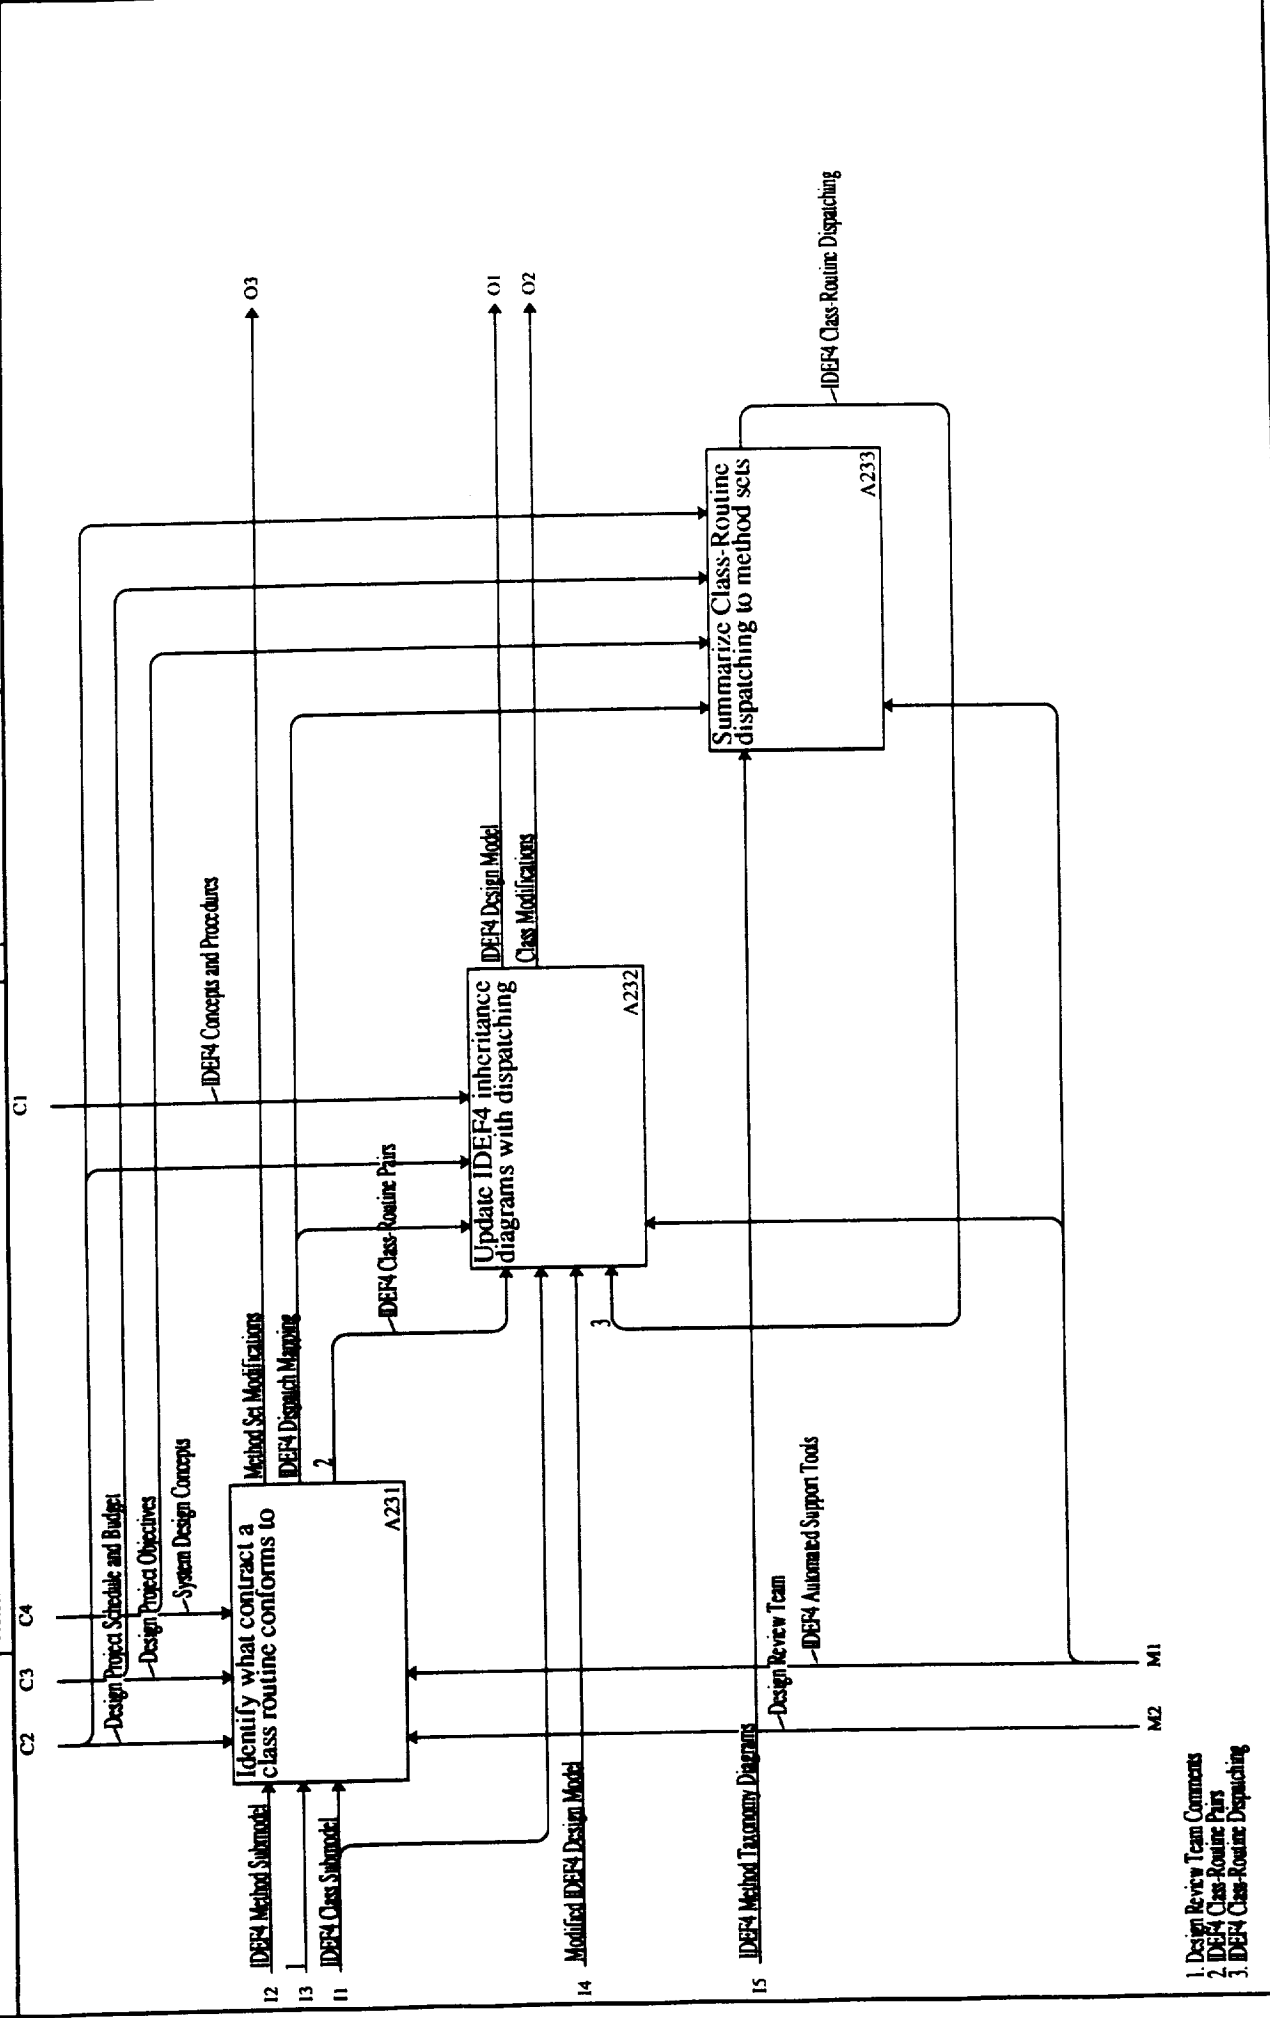 C2
C3
C4
C1
Design Project Schedule and Budget
Design Project Objectives
System Design Concepts
IDEF4 Concepts and Procedures
I2
IDEF4 Method Submodel
I3
1
I1
IDEF4 Class Submodel
Identify what contract a
class routine conforms to
A231
Method Set Modifications
O3
IDEF4 Dispatch Mapping
2
IDEF4 Class-Routine Pairs
Update IDEF4 inheritance
diagrams with dispatching
A232
IDEF4 Design Model
O1
Class Modifications
O2
I4
Modified IDEF4 Design Model
3
Summarize Class-Routine
dispatching to method sets
A233
IDEF4 Class-Routine Dispatching
I5
IDEF4 Method Taxonomy Diagrams
Design Review Team
IDEF4 Automated Support Tools
M2
M1
1. Design Review Team Comments
2. IDEF4 Class-Routine Pairs
3. IDEF4 Class-Routine Dispatching